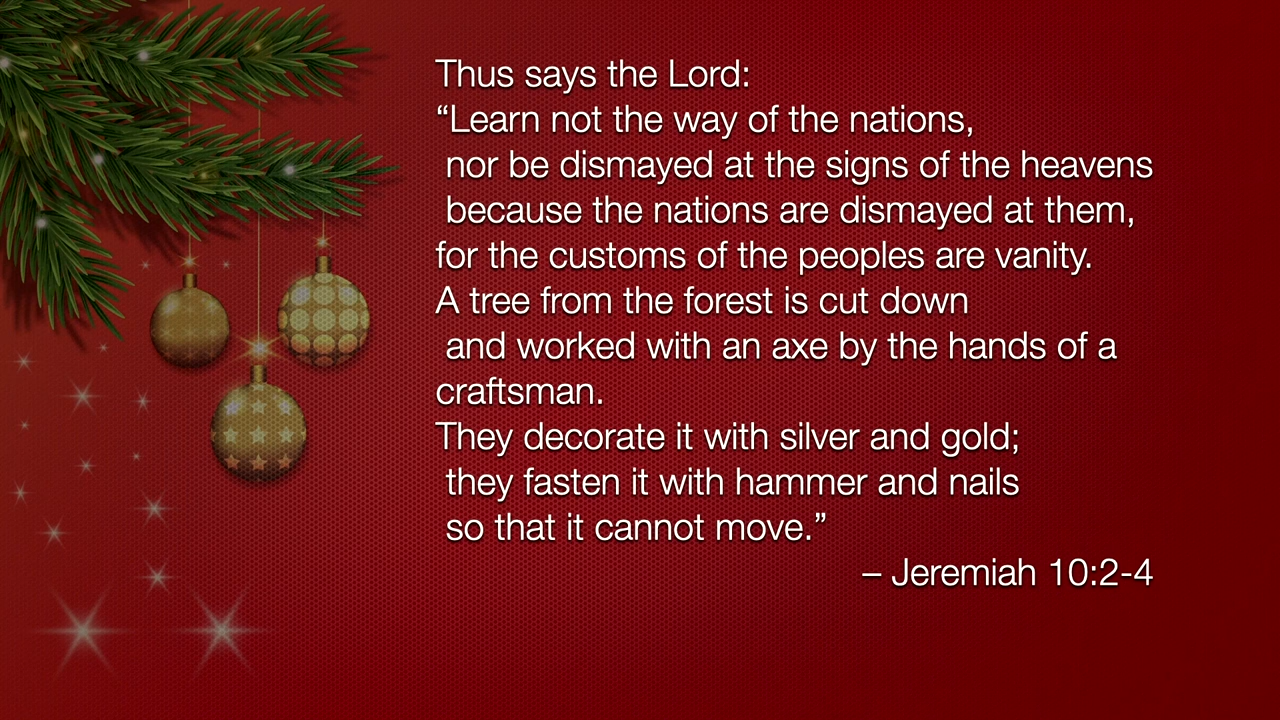 Thus says the Lord:
“Learn not the way of the nations,
nor be dismayed at the signs of the heavens
because the nations are dismayed at them,
for the customs of the peoples are vanity.
A tree from the forest is cut down
and worked with an axe by the hands of a
craftsman.
They decorate it with silver and gold;
they fasten it with hammer and nails
so that it cannot move.”
– Jeremiah 10:2-4